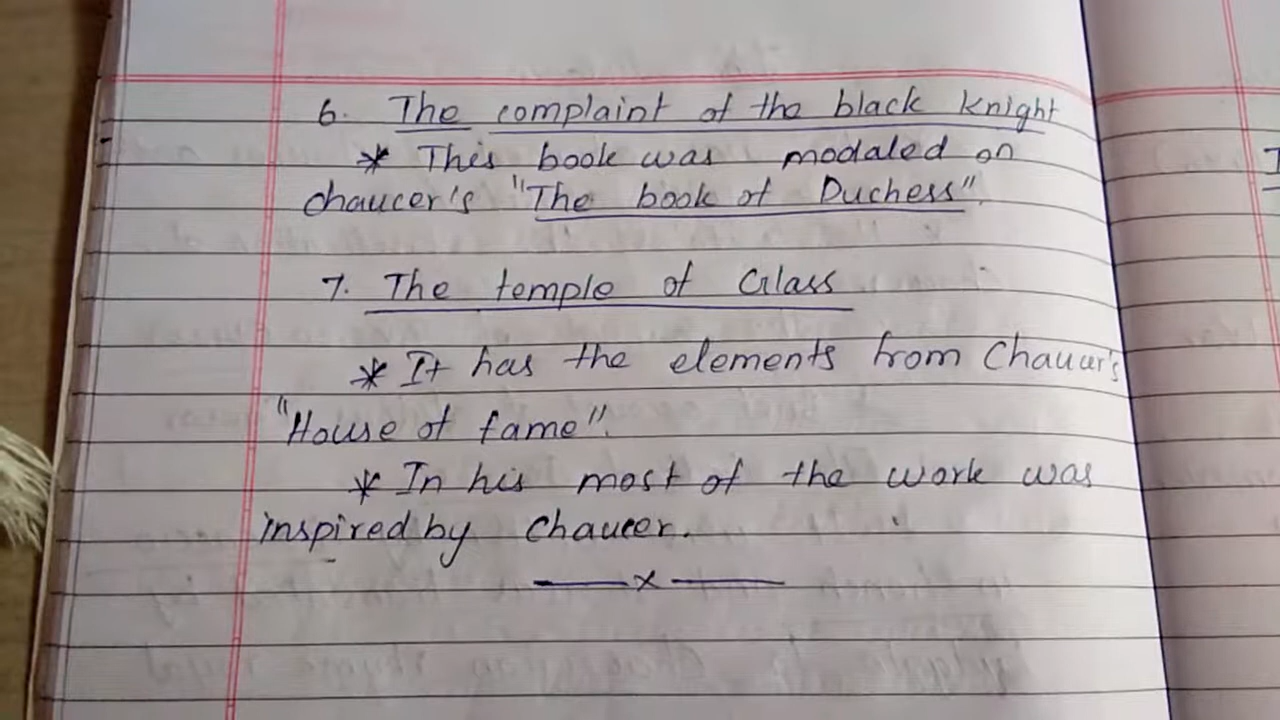 6. The complaint of the black knight
* This book was modaled on
chaucer's "The book of Duchess".
7. The temple of Glass
* It has the elements from Chauar's
"House of fame".
* In his most of the work was
inspired by chaucer.
x